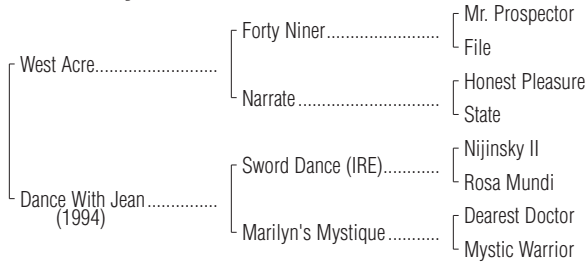 Mr. Prospector
Forty Niner
File
West Acre
Honest Pleasure
Narrate
State
Nijinsky II
Sword Dance (IRE)
Rosa Mundi
Dance With Jean
(1994)
Dearest Doctor
Marilyn's Mystique
Mystic Warrior